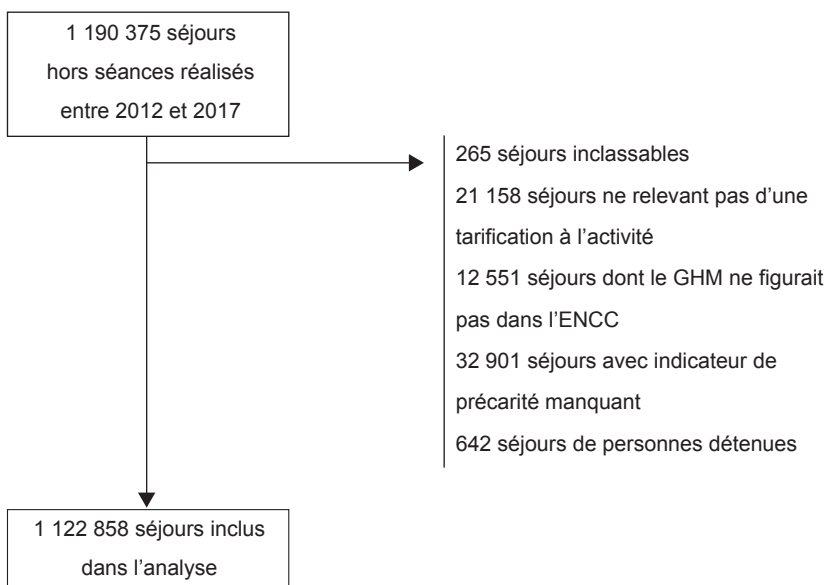 1 190 375 séjours
hors séances réalisés
entre 2012 et 2017
265 séjours inclassables
21 158 séjours ne relevant pas d’une
tarification à l’activité
12 551 séjours dont le GHM ne figurait
pas dans l’ENCC
32 901 séjours avec indicateur de
précarité manquant
642 séjours de personnes détenues
1 122 858 séjours inclus
dans l’analyse